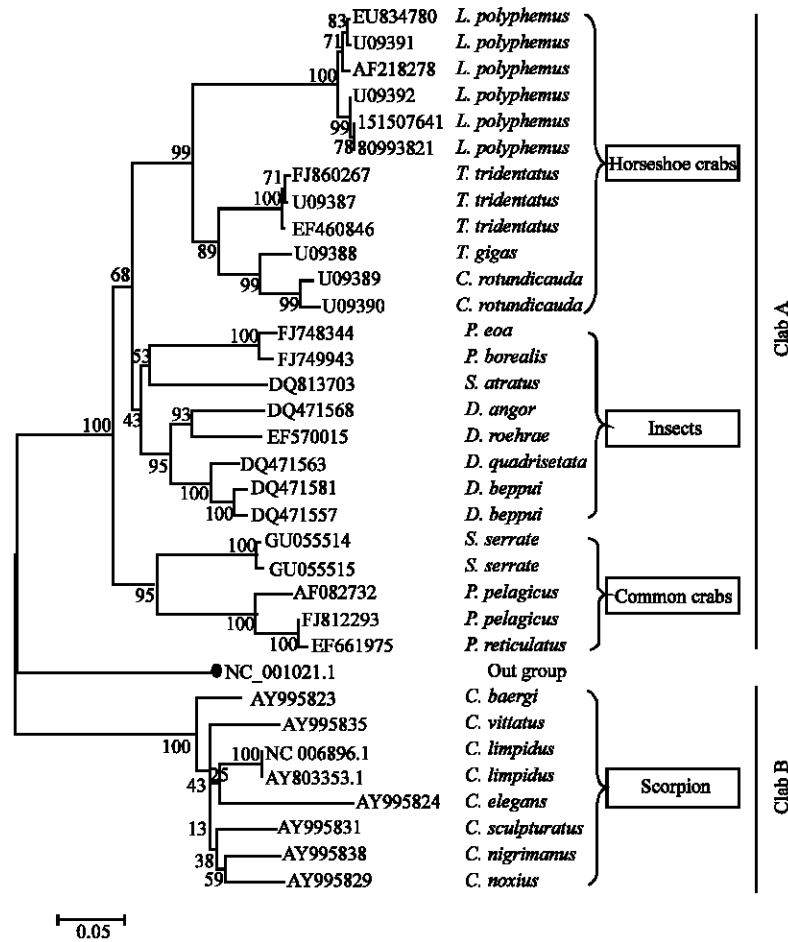 83 EU834780 L. polyphemus
71 U09391 L. polyphemus
AF218278 L. polyphemus
100 U09392 L. polyphemus
99 151507641 L. polyphemus
78 80993821 L. polyphemus
99
Horseshoe crabs
71 FJ860267 T. tridentatus
100 U09387 T. tridentatus
EF460846 T. tridentatus
89 U09388 T. gigas
99 U09389 C. rotundicauda
99 U09390 C. rotundicauda
68
Clab A
100 FJ748344 P. eoa
53 FJ749943 P. borealis
DQ813703 S. atratus
43 93 DQ471568 D. angor
100 EF570015 D. roehrae
Insects
95 DQ471563 D. quadrisetata
100 DQ471581 D. beppui
100 DQ471557 D. beppui
100 GU055514 S. serrate
GU055515 S. serrate
95 AF082732 P. pelagicus
Common crabs
100 FJ812293 P. pelagicus
100 EF661975 P. reticulatus
NC_001021.1 Out group
AY995823 C. baergi
100 AY995835 C. vittatus
100 NC 006896.1 C. limpidus
43 25 AY803353.1 C. limpidus
Scorpion
Clab B
AY995824 C. elegans
13 AY995831 C. sculpturatus
38 AY995838 C. nigrimanus
59 AY995829 C. noxius
0.05